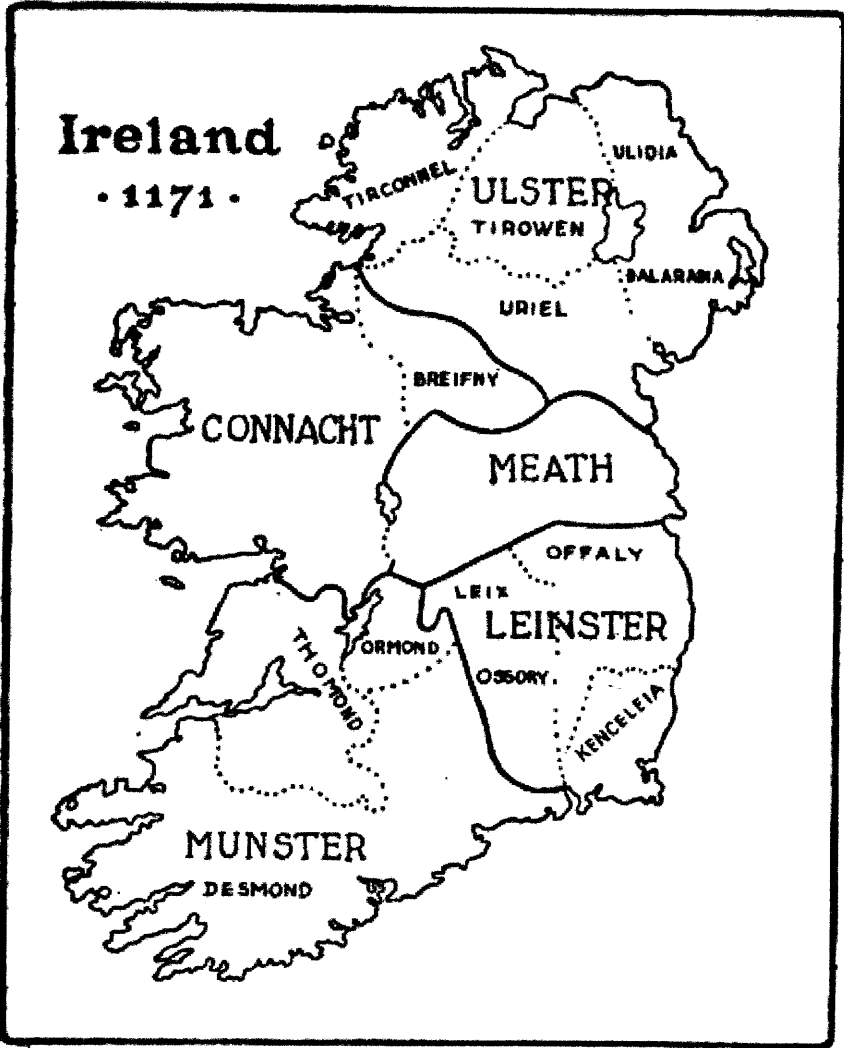 Ireland
· 1171 ·
ULIDIA
TIRCONNEL
ULSTER
TIROWEN
DALARADIA
URIEL
BREIFNY
CONNACHT
MEATH
OFFALY
LEIX
LEINSTER
THOMOND
ORMOND
OSSORY
KENCELEIA
MUNSTER
DESMOND